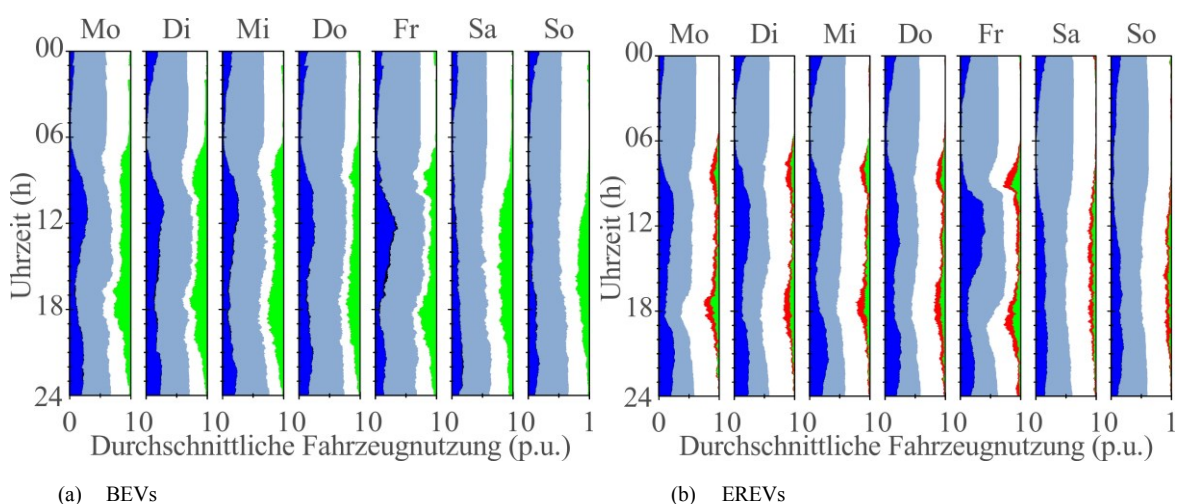 Mo Di Mi Do Fr Sa So
00
06
12
18
24
Uhrzeit (h)
0 10 10 10 10 10 10 1
Durchschnittliche Fahrzeugnutzung (p.u.)
(a) BEVs
Mo Di Mi Do Fr Sa So
00
06
12
18
24
Uhrzeit (h)
0 10 10 10 10 10 10 1
Durchschnittliche Fahrzeugnutzung (p.u.)
(b) EREVs